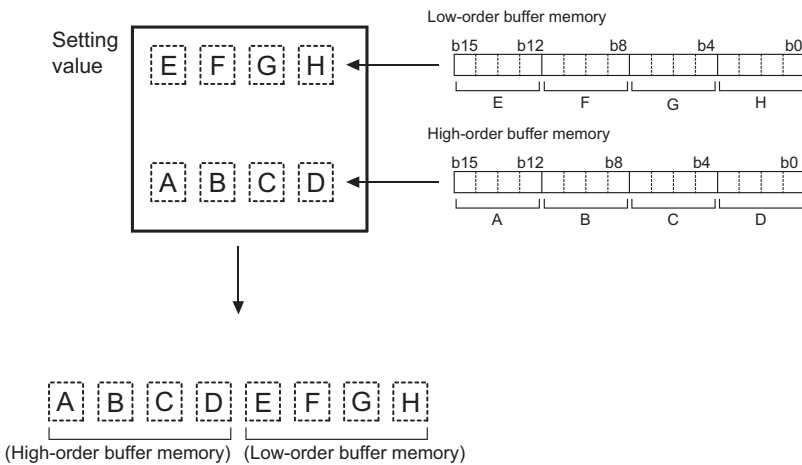 Setting
value
E F G H
A B C D
Low-order buffer memory
b15 b12 b8 b4 b0
E F G H
High-order buffer memory
b15 b12 b8 b4 b0
A B C D
A B C D E F G H
(High-order buffer memory) (Low-order buffer memory)